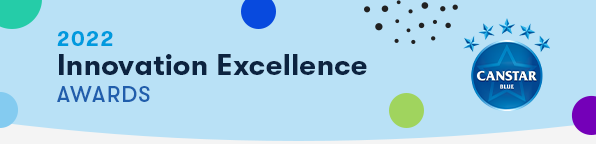 2022
Innovation Excellence
AWARDS
CANSTAR
BLUE